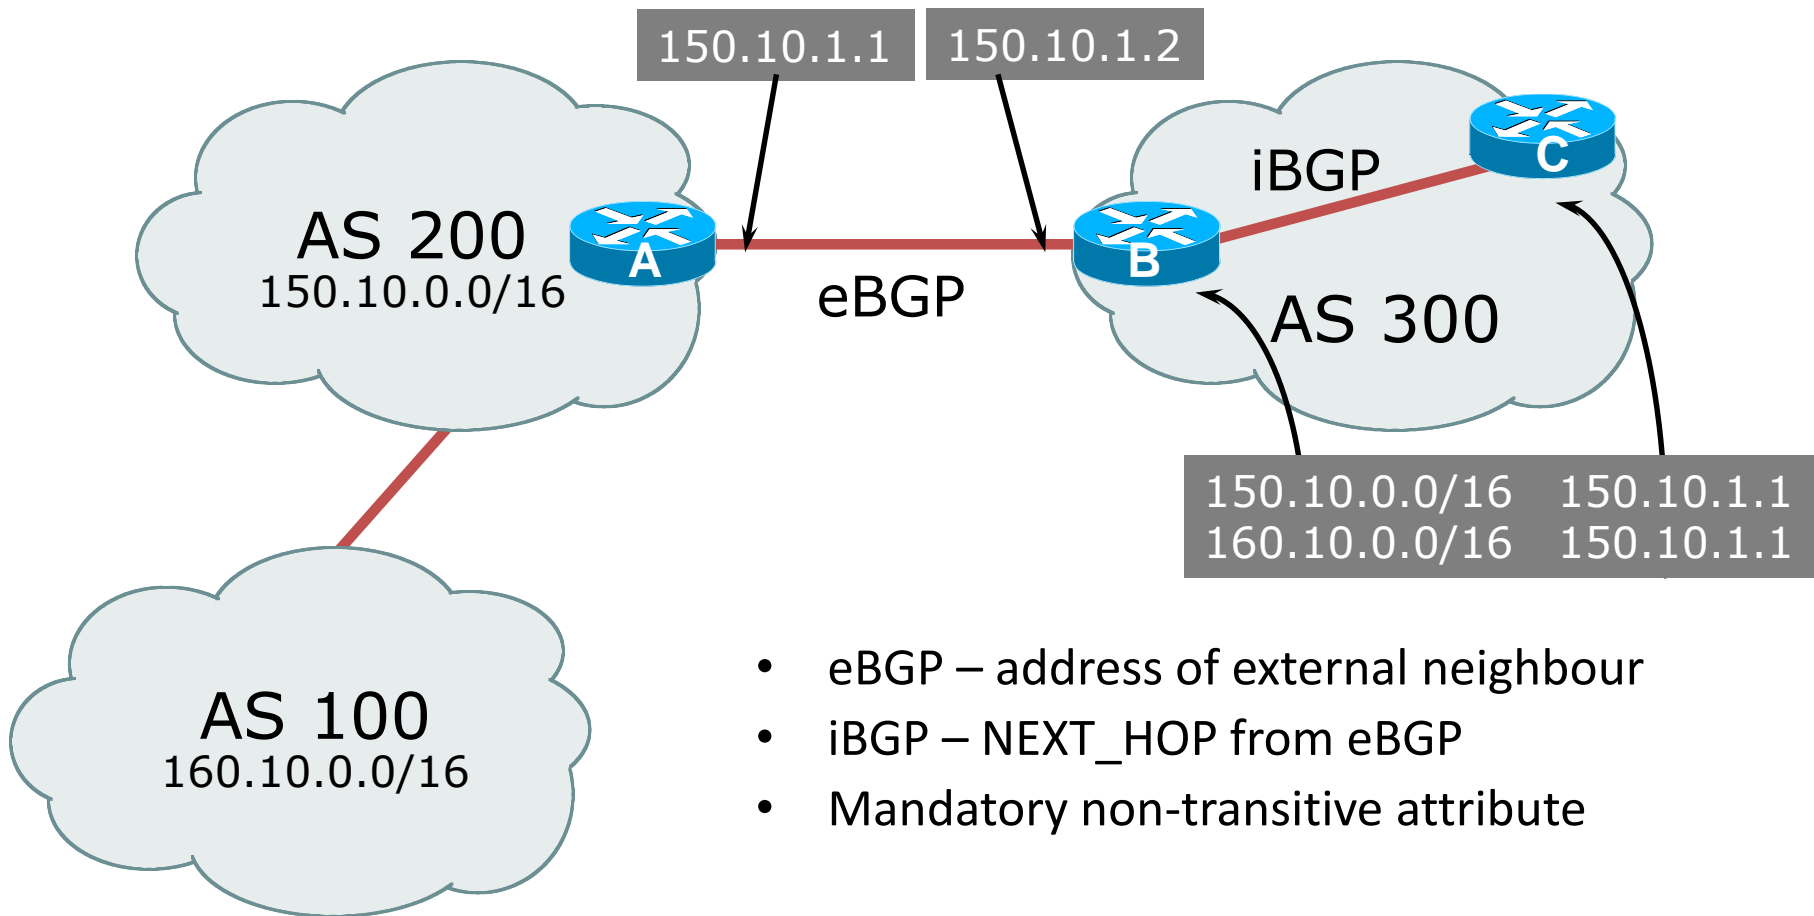 150.10.1.1
150.10.1.2
iBGP
C
AS 200
150.10.0.0/16
A
B
eBGP
AS 300
150.10.0.0/16 150.10.1.1
160.10.0.0/16 150.10.1.1
AS 100
160.10.0.0/16
• eBGP – address of external neighbour
• iBGP – NEXT_HOP from eBGP
• Mandatory non-transitive attribute